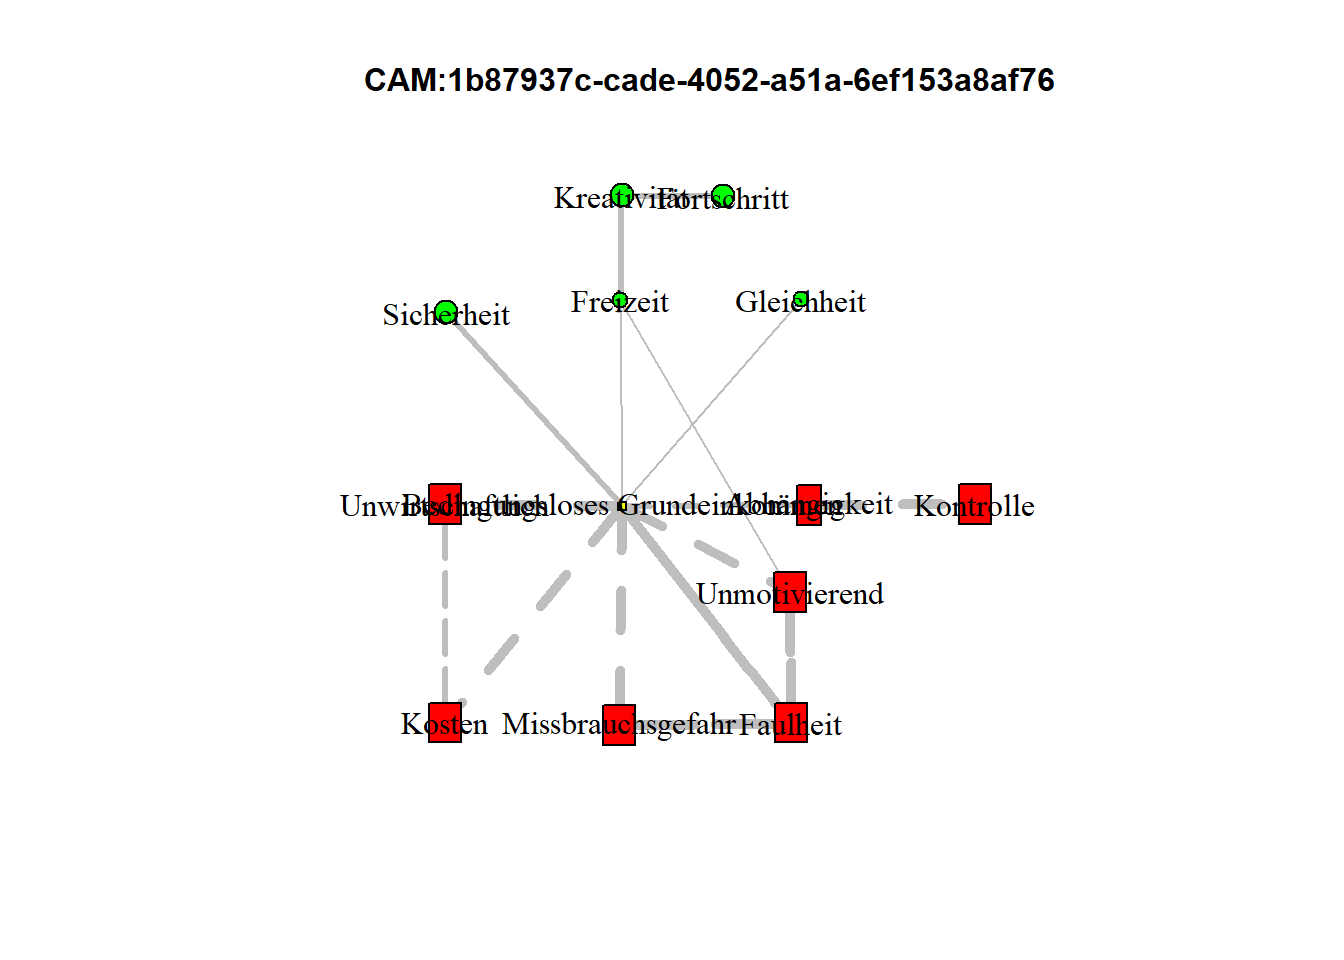 CAM:1b87937c-cade-4052-a51a-6ef153a8af76
Kreativität
Fortschritt
Freizeit
Gleichheit
Sicherheit
Unwirtschaftlich
Bedingungsloses Grundeinkommen
Abhängigkeit
Kontrolle
Unmotivierend
Kosten
Missbrauchsgefahr
Faulheit